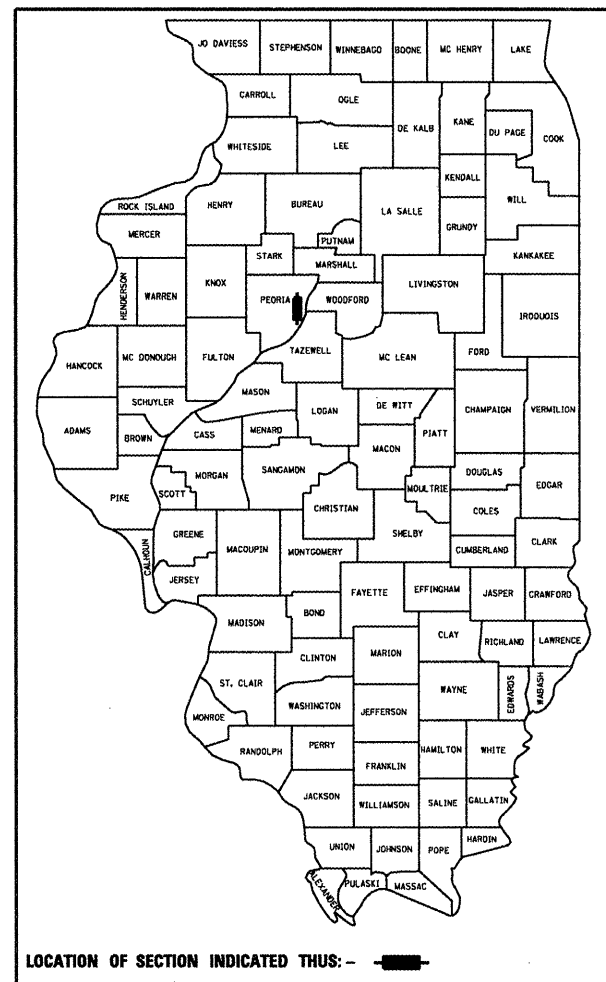 JO DAVIESS
STEPHENSON
WINNEBAGO
BOONE
MC HENRY
LAKE
CARROLL
OGLE
DE KALB
KANE
DU PAGE
COOK
WHITESIDE
LEE
KENDALL
WILL
ROCK ISLAND
HENRY
BUREAU
LA SALLE
GRUNDY
MERCER
PUTNAM
STARK
MARSHALL
KANKAKEE
HENDERSON
WARREN
KNOX
PEORIA
WOODFORD
LIVINGSTON
IROQUOIS
HANCOCK
MC DONOUGH
FULTON
TAZEWELL
MC LEAN
FORD
MASON
SCHUYLER
LOGAN
DE WITT
CHAMPAIGN
VERMILION
ADAMS
BROWN
CASS
MENARD
MACON
PIATT
PIKE
SCOTT
MORGAN
SANGAMON
CHRISTIAN
MOULTRIE
DOUGLAS
EDGAR
COLES
GREENE
MACOUPIN
MONTGOMERY
SHELBY
CUMBERLAND
CLARK
CALHOUN
JERSEY
FAYETTE
EFFINGHAM
JASPER
CRAWFORD
MADISON
BOND
CLAY
RICHLAND
LAWRENCE
CLINTON
MARION
ST. CLAIR
WAYNE
EDWARDS
WABASH
WASHINGTON
JEFFERSON
MONROE
RANDOLPH
PERRY
HAMILTON
WHITE
FRANKLIN
JACKSON
WILLIAMSON
SALINE
GALLATIN
UNION
JOHNSON
POPE
HARDIN
ALEXANDER
PULASKI
MASSAC
LOCATION OF SECTION INDICATED THUS: -